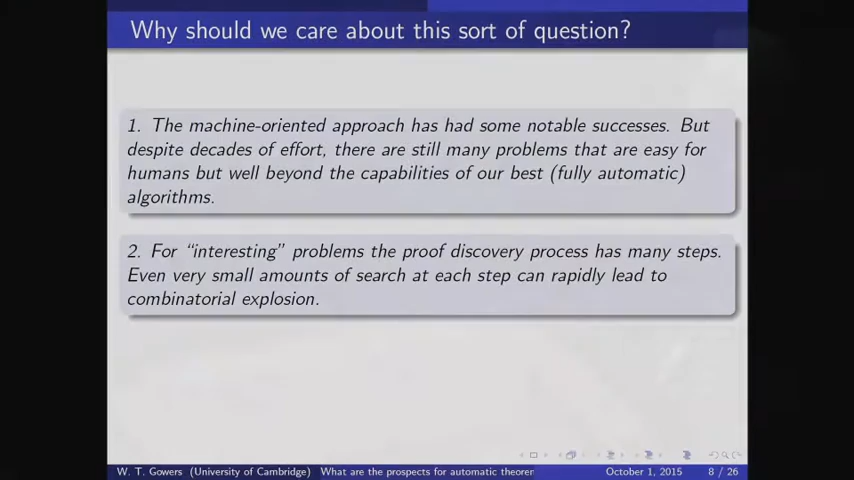 Why should we care about this sort of question?
1. The machine-oriented approach has had some notable successes. But
despite decades of effort, there are still many problems that are easy for
humans but well beyond the capabilities of our best (fully automatic)
algorithms.
2. For “interesting” problems the proof discovery process has many steps.
Even very small amounts of search at each step can rapidly lead to
combinatorial explosion.
W. T. Gowers (University of Cambridge) What are the prospects for automatic theorem October 1, 2015 8 / 26